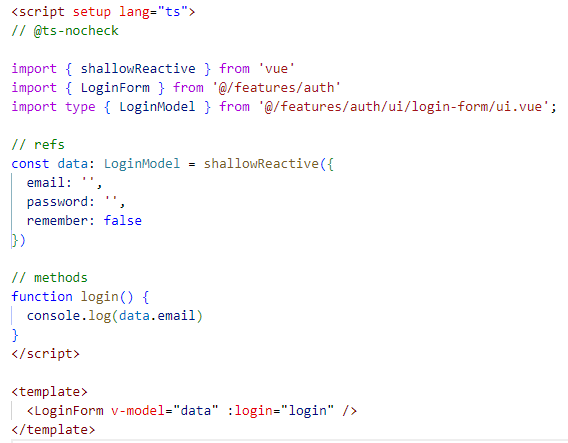 <script setup lang="ts">
// @ts-nocheck
import { shallowReactive } from 'vue'
import { LoginForm } from '@/features/auth'
import type { LoginModel } from '@/features/auth/ui/login-form/ui.vue';
// refs
const data: LoginModel = shallowReactive({
  email: '',
  password: '',
  remember: false
})
// methods
function login() {
  console.log(data.email)
}
</script>
<template>
  <LoginForm v-model="data" :login="login" />
</template>